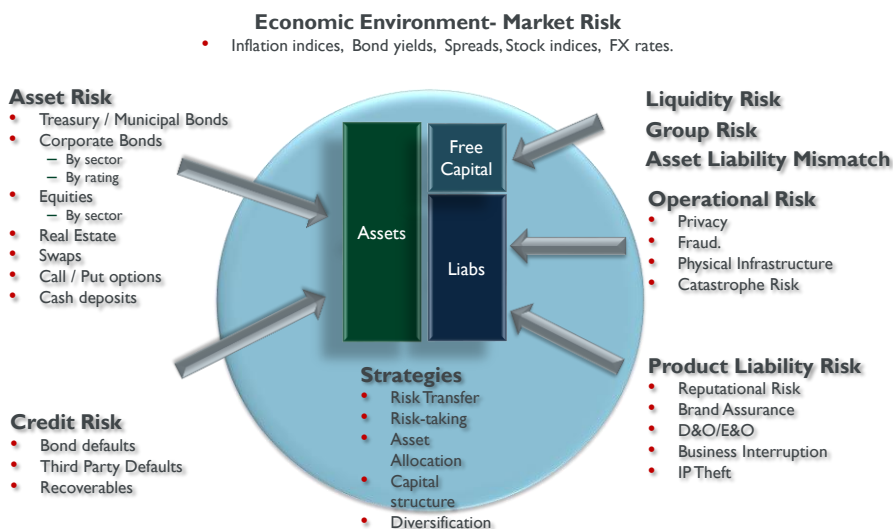 Economic Environment- Market Risk
• Inflation indices, Bond yields, Spreads, Stock indices, FX rates.
Asset Risk
• Treasury / Municipal Bonds
• Corporate Bonds
– By sector
– By rating
• Equities
– By sector
• Real Estate
• Swaps
• Call / Put options
• Cash deposits
Credit Risk
• Bond defaults
• Third Party Defaults
• Recoverables
Assets
Free
Capital
Liabs
Strategies
• Risk Transfer
• Risk-taking
• Asset
Allocation
• Capital
structure
• Diversification
Liquidity Risk
Group Risk
Asset Liability Mismatch
Operational Risk
• Privacy
• Fraud.
• Physical Infrastructure
• Catastrophe Risk
Product Liability Risk
• Reputational Risk
• Brand Assurance
• D&O/E&O
• Business Interruption
• IP Theft